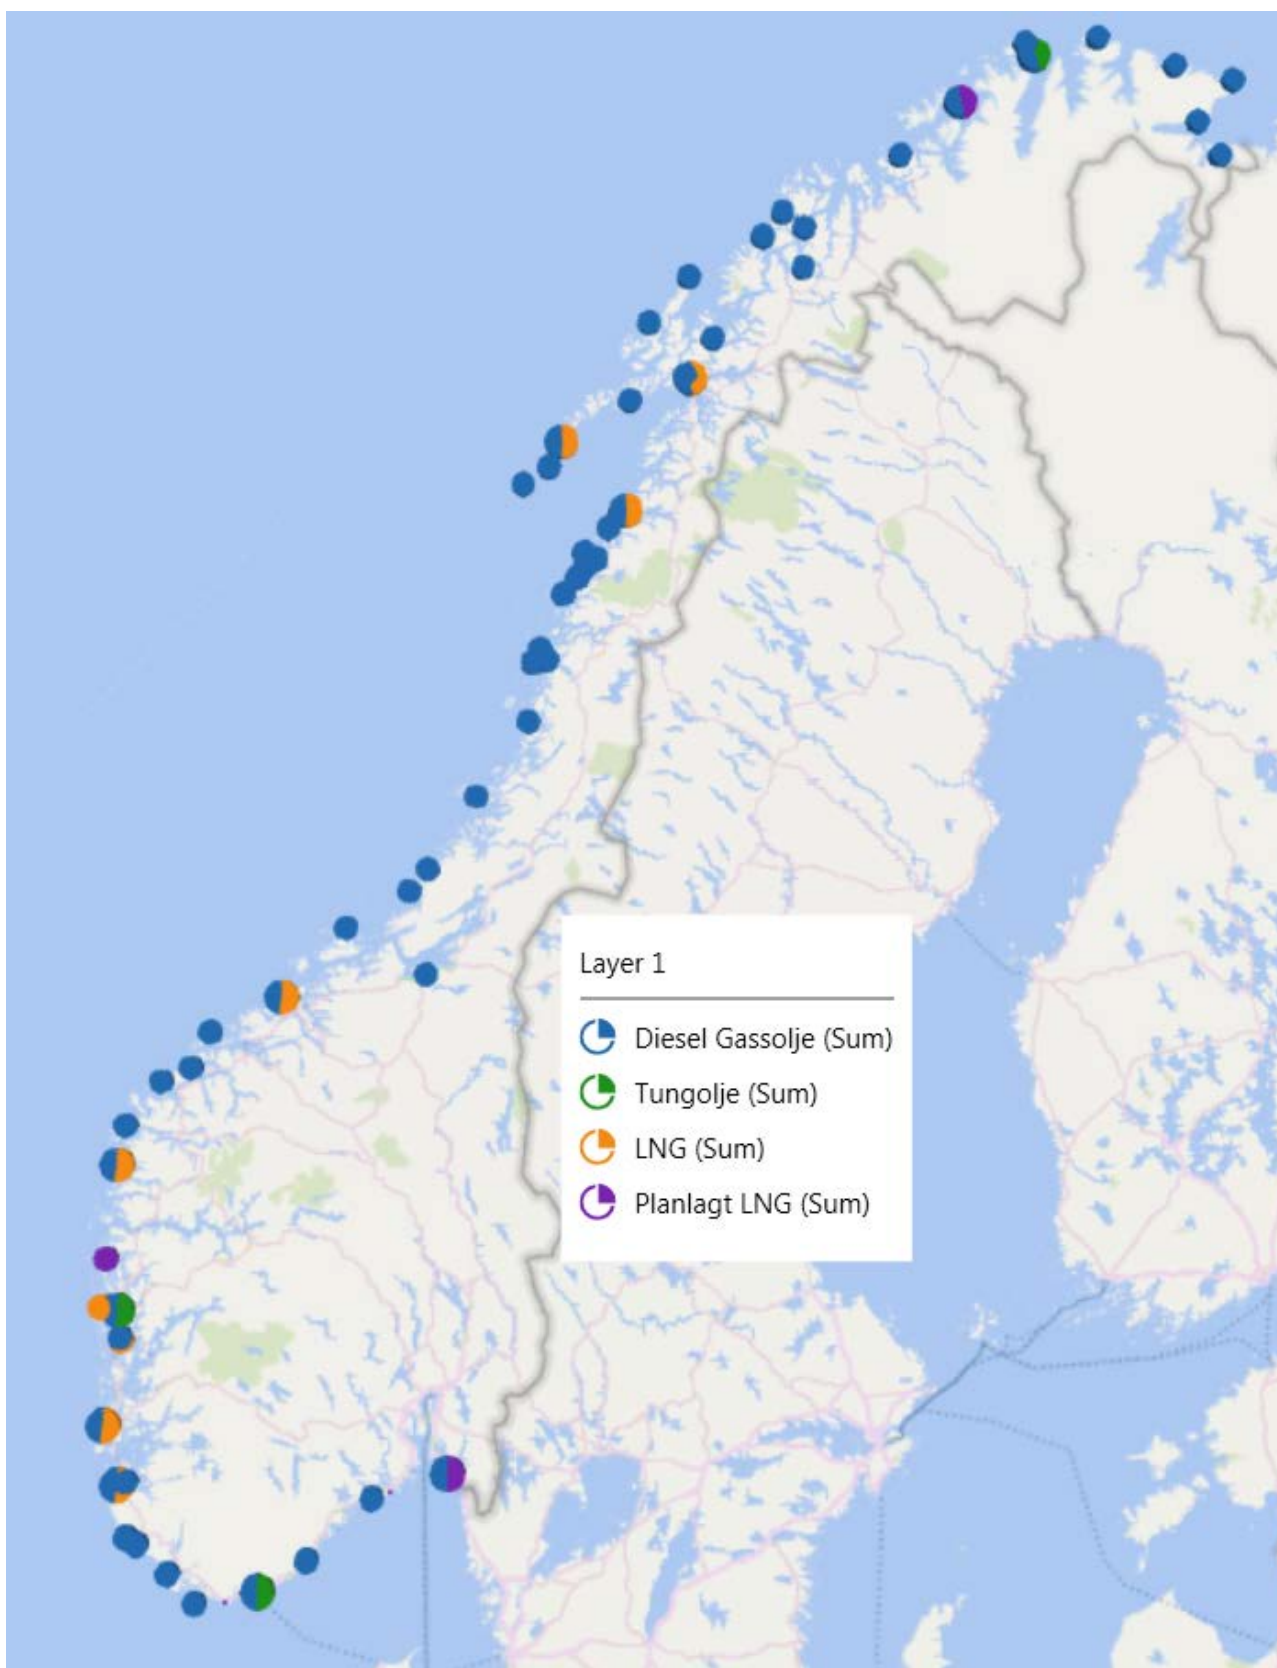 Layer 1
Diesel Gassolje (Sum)
Tungolje (Sum)
LNG (Sum)
Planlagt LNG (Sum)